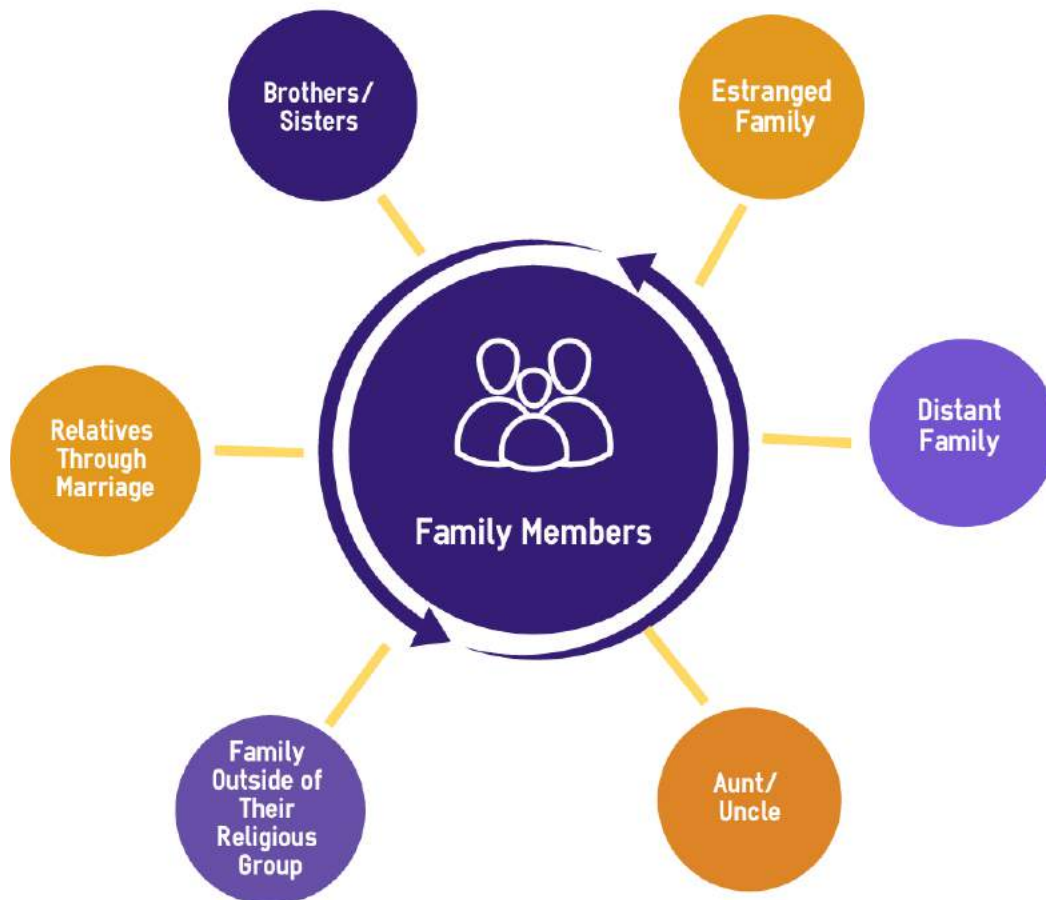 Brothers/
Sisters
Estranged
Family
Relatives
Through
Marriage
Family Members
Distant
Family
Family
Outside of
Their
Religious
Group
Aunt/
Uncle